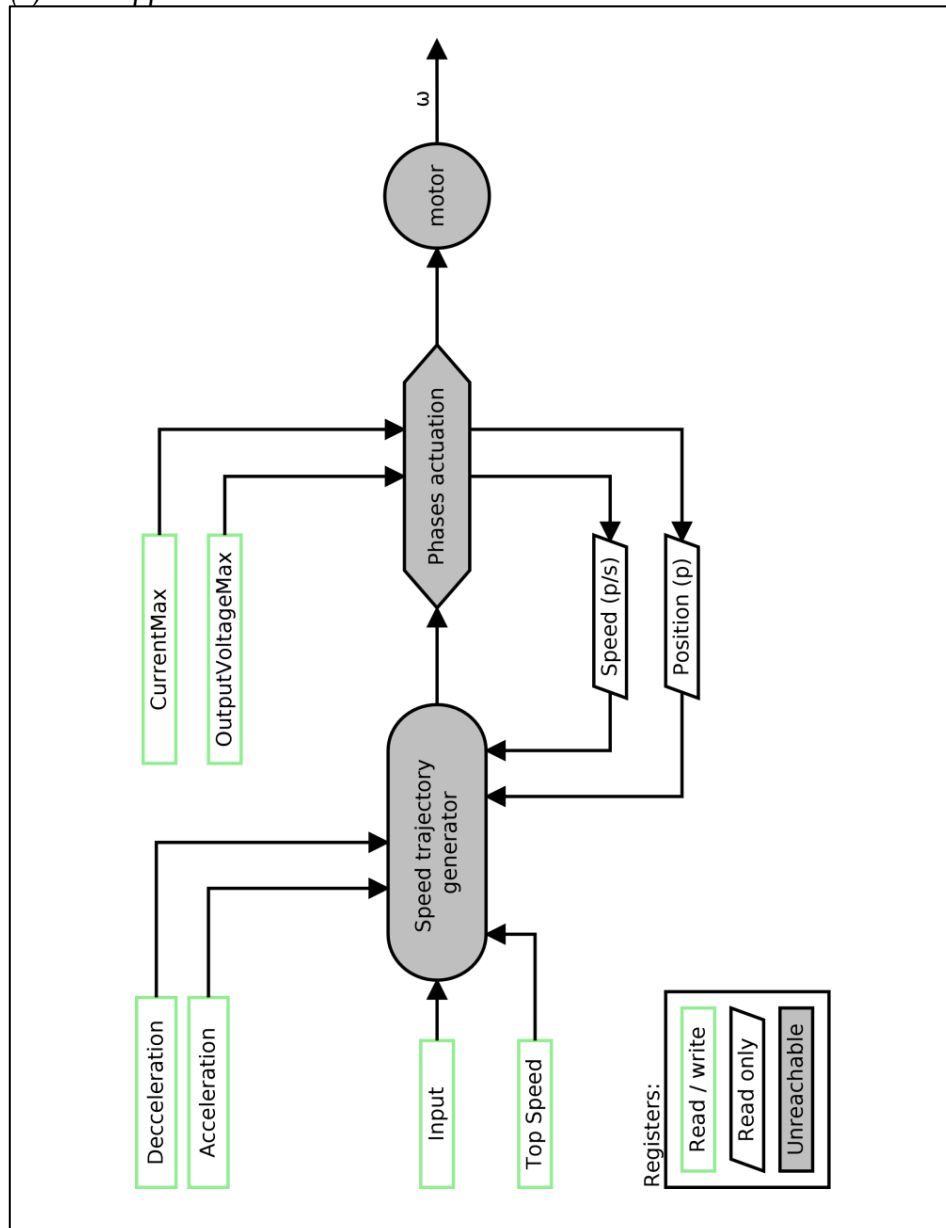 ω
motor
Phases actuation
CurrentMax
OutputVoltageMax
Speed (p/s)
Position (p)
Speed trajectory
generator
Decceleration
Acceleration
Input
Top Speed
Registers:
Read / write
Read only
Unreachable